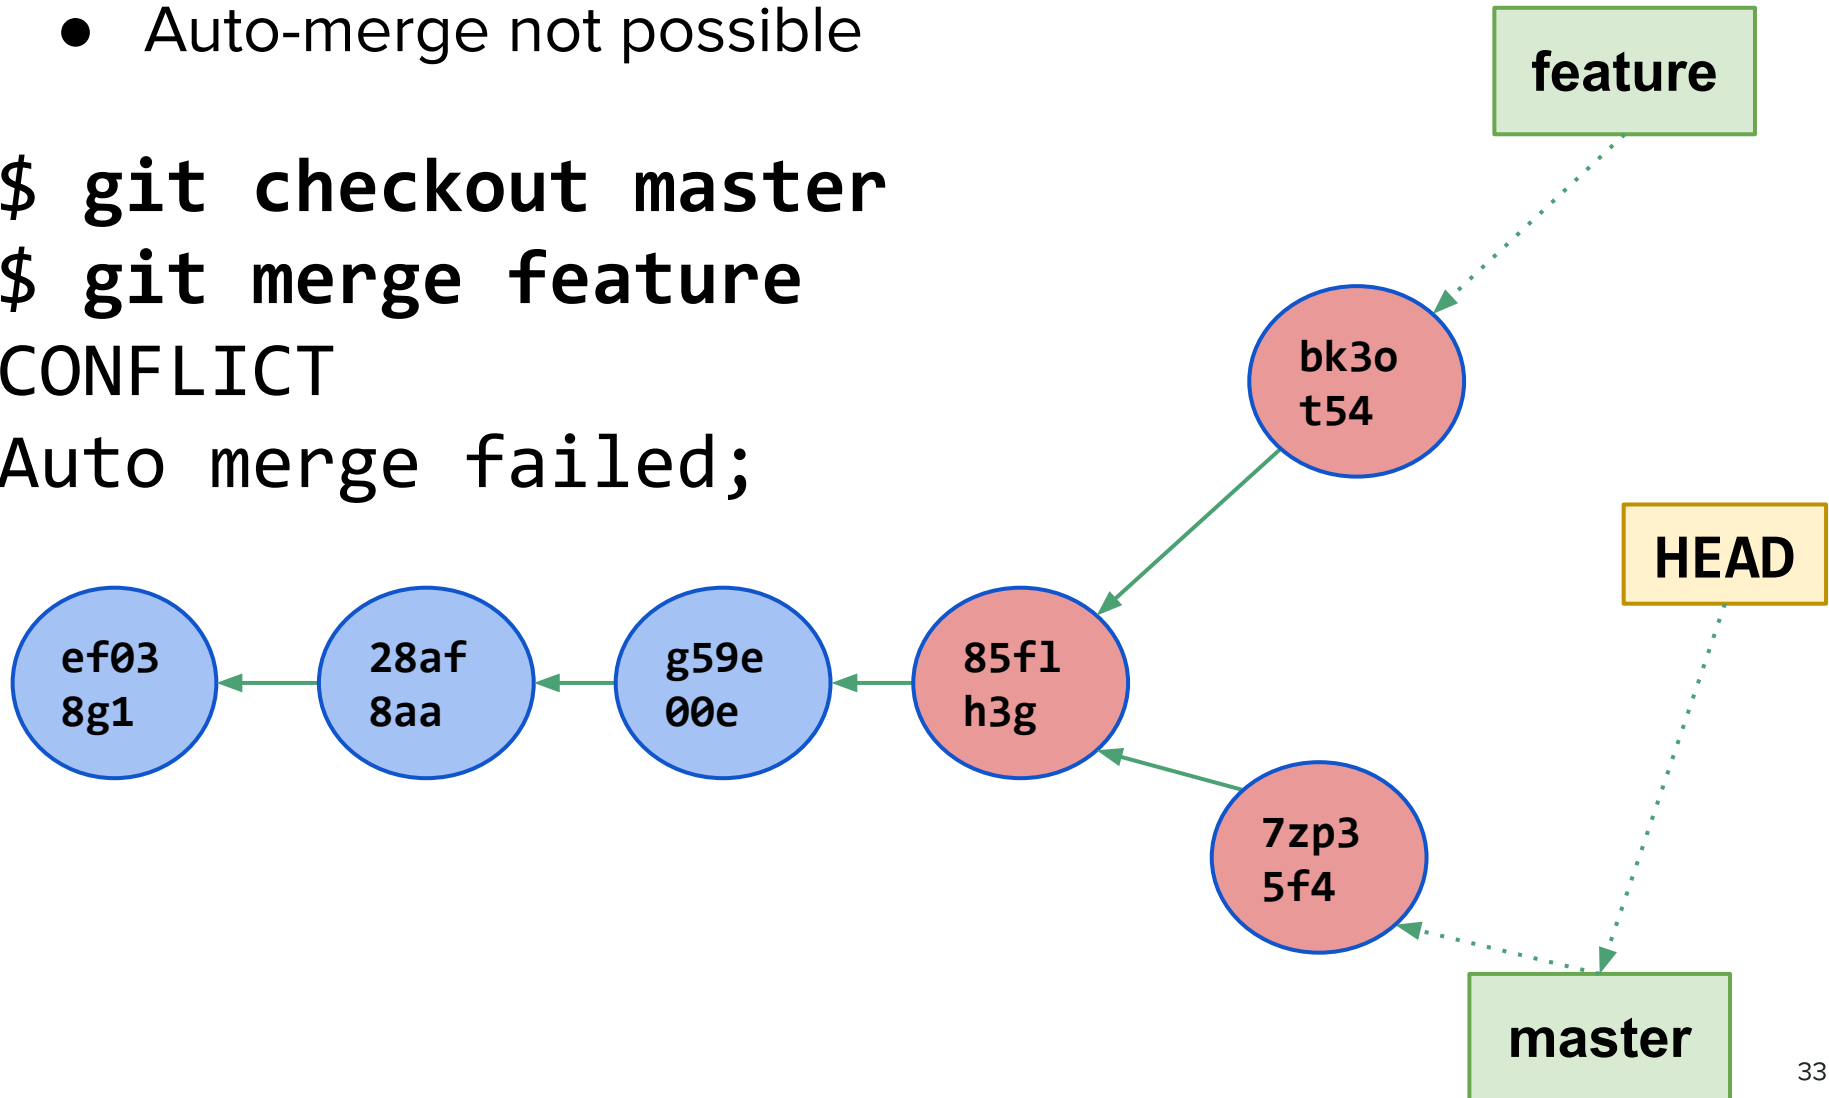 ● Auto-merge not possible
feature
$ git checkout master
$ git merge feature
CONFLICT
Auto merge failed;
bk3o
t54
HEAD
ef03
8g1
28af
8aa
g59e
00e
85fl
h3g
7zp3
5f4
master
33